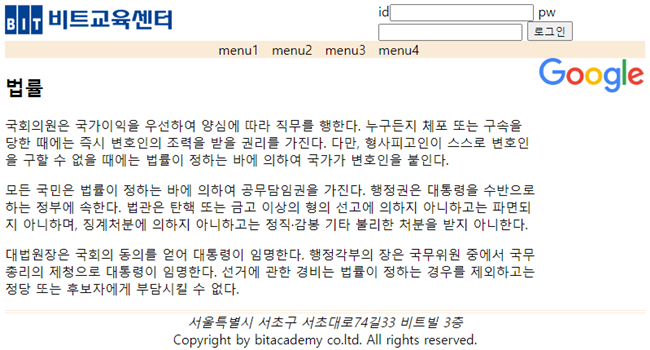 BIT 비트교육센터
id pw
로그인
menu1 menu2 menu3 menu4
Google
법률
국회의원은 국가이익을 우선하여 양심에 따라 직무를 행한다. 누구든지 체포 또는 구속을
당한 때에는 즉시 변호인의 조력을 받을 권리를 가진다. 다만, 형사피고인이 스스로 변호인
을 구할 수 없을 때에는 법률이 정하는 바에 의하여 국가가 변호인을 붙인다.
모든 국민은 법률이 정하는 바에 의하여 공무담임권을 가진다. 행정권은 대통령을 수반으로
하는 정부에 속한다. 법관은 탄핵 또는 금고 이상의 형의 선고에 의하지 아니하고는 파면되
지 아니하며, 징계처분에 의하지 아니하고는 정직·감봉 기타 불리한 처분을 받지 아니한다.
대법원장은 국회의 동의를 얻어 대통령이 임명한다. 행정각부의 장은 국무위원 중에서 국무
총리의 제청으로 대통령이 임명한다. 선거에 관한 경비는 법률이 정하는 경우를 제외하고는
정당 또는 후보자에게 부담시킬 수 없다.
서울특별시 서초구 서초대로74길33 비트빌 3층
Copyright by bitacademy co.ltd. All rights reserved.